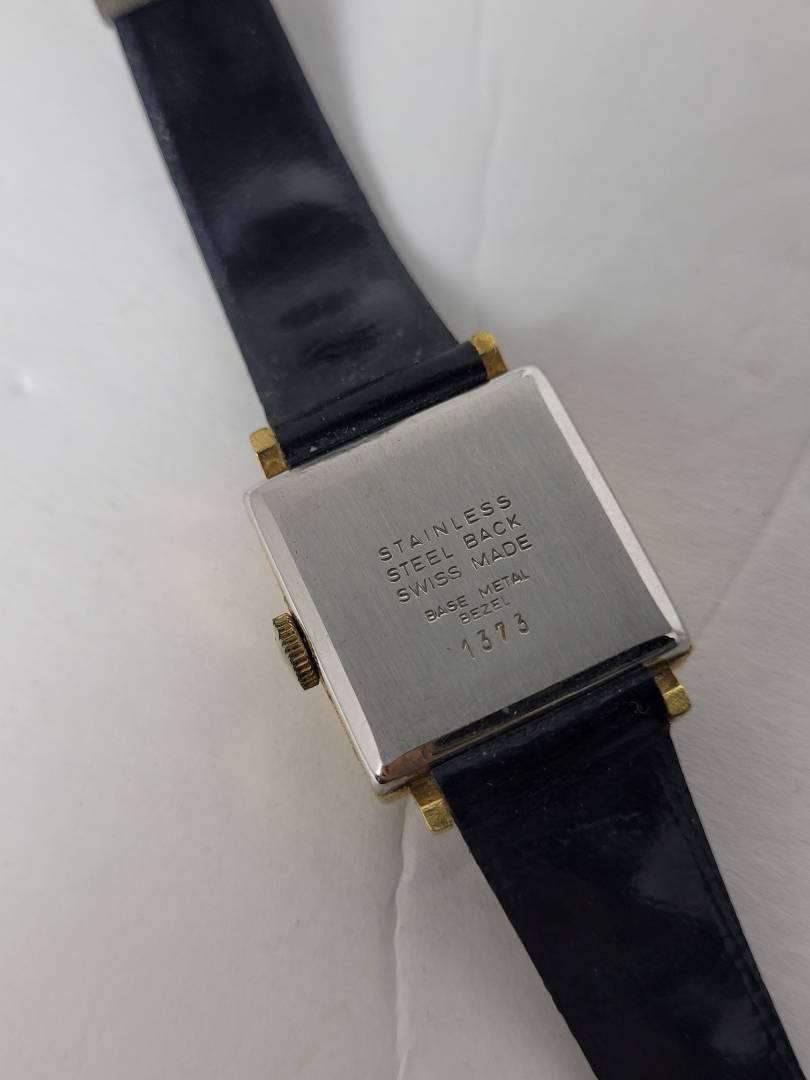 STAINLESS
STEEL BACK
SWISS MADE
BASE METAL
BEZEL
1373